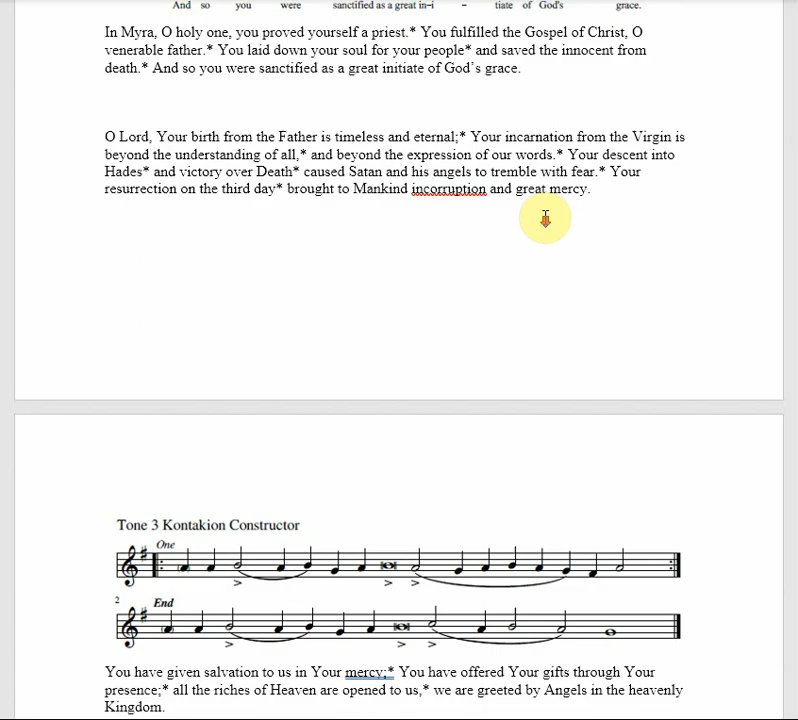 And so you were sanctified as a great in-i - tiate of God's grace.
In Myra, O holy one, you proved yourself a priest.* You fulfilled the Gospel of Christ, O
venerable father.* You laid down your soul for your people* and saved the innocent from
death.* And so you were sanctified as a great initiate of God's grace.
O Lord, Your birth from the Father is timeless and eternal;* Your incarnation from the Virgin is
beyond the understanding of all,* and beyond the expression of our words.* Your descent into
Hades* and victory over Death* caused Satan and his angels to tremble with fear.* Your
resurrection on the third day* brought to Mankind incorruption and great mercy.
Tone 3 Kontakion Constructor
One
2 End
You have given salvation to us in Your mercy;* You have offered Your gifts through Your
presence;* all the riches of Heaven are opened to us,* we are greeted by Angels in the heavenly
Kingdom.